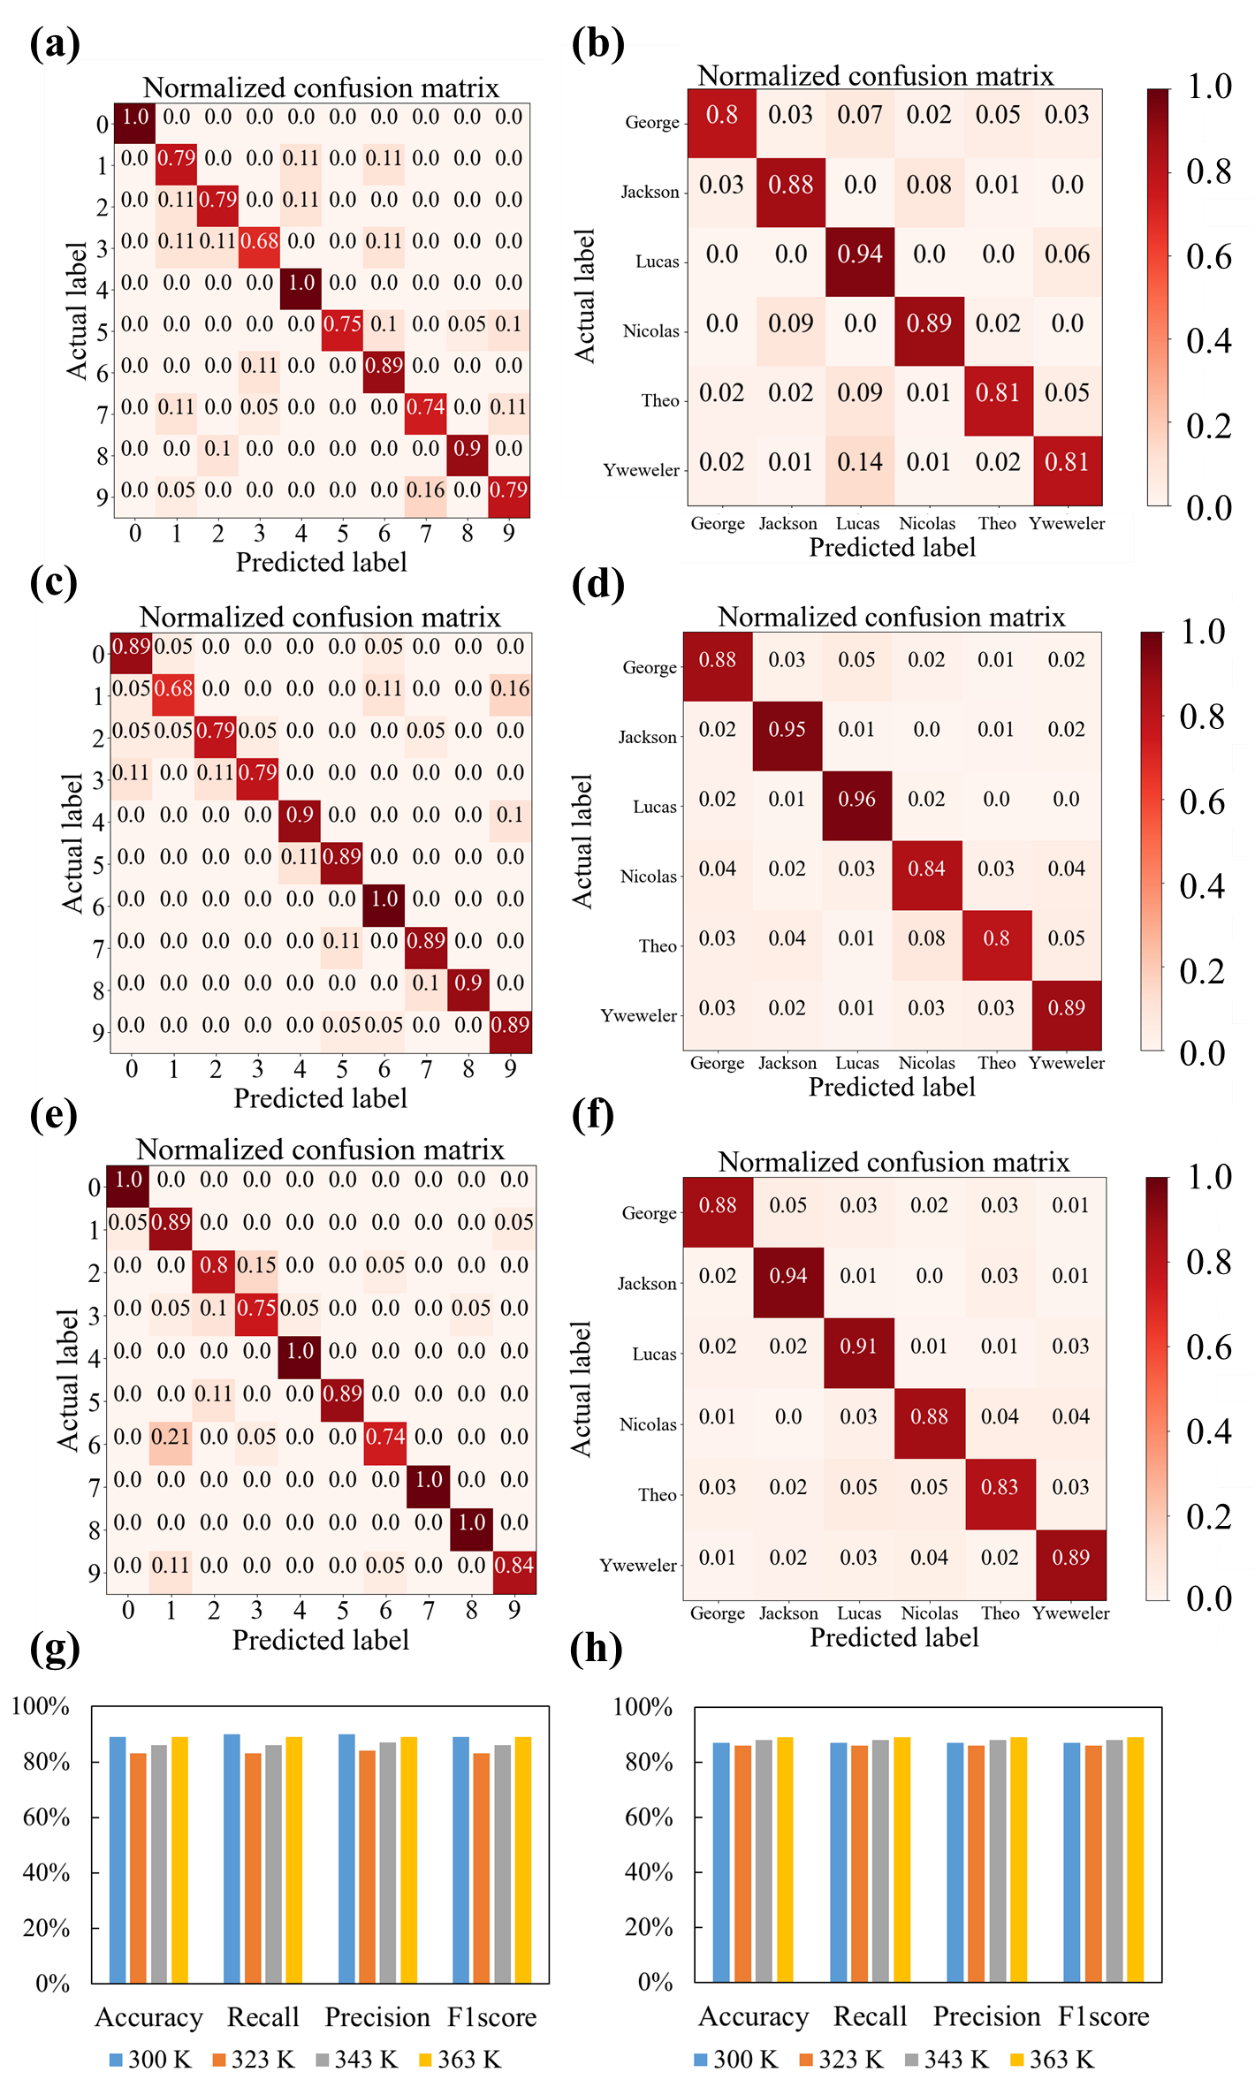 (a)
Normalized confusion matrix
0 1.0 0.0 0.0 0.0 0.0 0.0 0.0 0.0 0.0 0.0
1 0.0 0.79 0.0 0.0 0.11 0.0 0.11 0.0 0.0 0.0
2 0.0 0.11 0.79 0.0 0.11 0.0 0.0 0.0 0.0 0.0
3 0.0 0.11 0.11 0.68 0.0 0.0 0.11 0.0 0.0 0.0
4 0.0 0.0 0.0 0.0 1.0 0.0 0.0 0.0 0.0 0.0
5 0.0 0.0 0.0 0.0 0.0 0.75 0.1 0.0 0.05 0.1
6 0.0 0.0 0.0 0.11 0.0 0.0 0.89 0.0 0.0 0.0
7 0.0 0.11 0.0 0.05 0.0 0.0 0.0 0.74 0.0 0.11
8 0.0 0.0 0.1 0.0 0.0 0.0 0.0 0.0 0.9 0.0
9 0.0 0.05 0.0 0.0 0.0 0.0 0.0 0.16 0.0 0.79
0 1 2 3 4 5 6 7 8 9
Actual label
Predicted label
(b)
Normalized confusion matrix
George 0.8 0.03 0.07 0.02 0.05 0.03
Jackson 0.03 0.88 0.0 0.08 0.01 0.0
Lucas 0.0 0.0 0.94 0.0 0.0 0.06
Nicolas 0.0 0.09 0.0 0.89 0.02 0.0
Theo 0.02 0.02 0.09 0.01 0.81 0.05
Yweweler 0.02 0.01 0.14 0.01 0.02 0.81
George Jackson Lucas Nicolas Theo Yweweler
Actual label
Predicted label
1.0
0.8
0.6
0.4
0.2
0.0
(c)
Normalized confusion matrix
0 0.89 0.05 0.0 0.0 0.0 0.0 0.05 0.0 0.0 0.0
1 0.05 0.68 0.0 0.0 0.0 0.0 0.11 0.0 0.0 0.16
2 0.05 0.05 0.79 0.05 0.0 0.0 0.0 0.05 0.0 0.0
3 0.11 0.0 0.11 0.79 0.0 0.0 0.0 0.0 0.0 0.0
4 0.0 0.0 0.0 0.0 0.9 0.0 0.0 0.0 0.0 0.1
5 0.0 0.0 0.0 0.0 0.11 0.89 0.0 0.0 0.0 0.0
6 0.0 0.0 0.0 0.0 0.0 0.0 1.0 0.0 0.0 0.0
7 0.0 0.0 0.0 0.0 0.0 0.11 0.0 0.89 0.0 0.0
8 0.0 0.0 0.0 0.0 0.0 0.0 0.0 0.1 0.9 0.0
9 0.0 0.0 0.0 0.0 0.0 0.05 0.05 0.0 0.0 0.89
0 1 2 3 4 5 6 7 8 9
Actual label
Predicted label
(d)
Normalized confusion matrix
George 0.88 0.03 0.05 0.02 0.01 0.02
Jackson 0.02 0.95 0.01 0.0 0.01 0.02
Lucas 0.02 0.01 0.96 0.02 0.0 0.0
Nicolas 0.04 0.02 0.03 0.84 0.03 0.04
Theo 0.03 0.04 0.01 0.08 0.8 0.05
Yweweler 0.03 0.02 0.01 0.03 0.03 0.89
George Jackson Lucas Nicolas Theo Yweweler
Actual label
Predicted label
1.0
0.8
0.6
0.4
0.2
0.0
(e)
Normalized confusion matrix
0 1.0 0.0 0.0 0.0 0.0 0.0 0.0 0.0 0.0 0.0
1 0.05 0.89 0.0 0.0 0.0 0.0 0.0 0.0 0.0 0.05
2 0.0 0.0 0.8 0.15 0.0 0.0 0.05 0.0 0.0 0.0
3 0.0 0.05 0.1 0.75 0.05 0.0 0.0 0.0 0.05 0.0
4 0.0 0.0 0.0 0.0 1.0 0.0 0.0 0.0 0.0 0.0
5 0.0 0.0 0.11 0.0 0.0 0.89 0.0 0.0 0.0 0.0
6 0.0 0.21 0.0 0.05 0.0 0.0 0.74 0.0 0.0 0.0
7 0.0 0.0 0.0 0.0 0.0 0.0 0.0 1.0 0.0 0.0
8 0.0 0.0 0.0 0.0 0.0 0.0 0.0 0.0 1.0 0.0
9 0.0 0.11 0.0 0.0 0.0 0.0 0.05 0.0 0.0 0.84
0 1 2 3 4 5 6 7 8 9
Actual label
Predicted label
(f)
Normalized confusion matrix
George 0.88 0.05 0.03 0.02 0.03 0.01
Jackson 0.02 0.94 0.01 0.0 0.03 0.01
Lucas 0.02 0.02 0.91 0.01 0.01 0.03
Nicolas 0.01 0.0 0.03 0.88 0.04 0.04
Theo 0.03 0.02 0.05 0.05 0.83 0.03
Yweweler 0.01 0.02 0.03 0.04 0.02 0.89
George Jackson Lucas Nicolas Theo Yweweler
Actual label
Predicted label
1.0
0.8
0.6
0.4
0.2
0.0
(g)
100%
80%
60%
40%
20%
0%
Accuracy Recall Precision F1score
300 K 323 K 343 K 363 K
(h)
100%
80%
60%
40%
20%
0%
Accuracy Recall Precision F1score
300 K 323 K 343 K 363 K